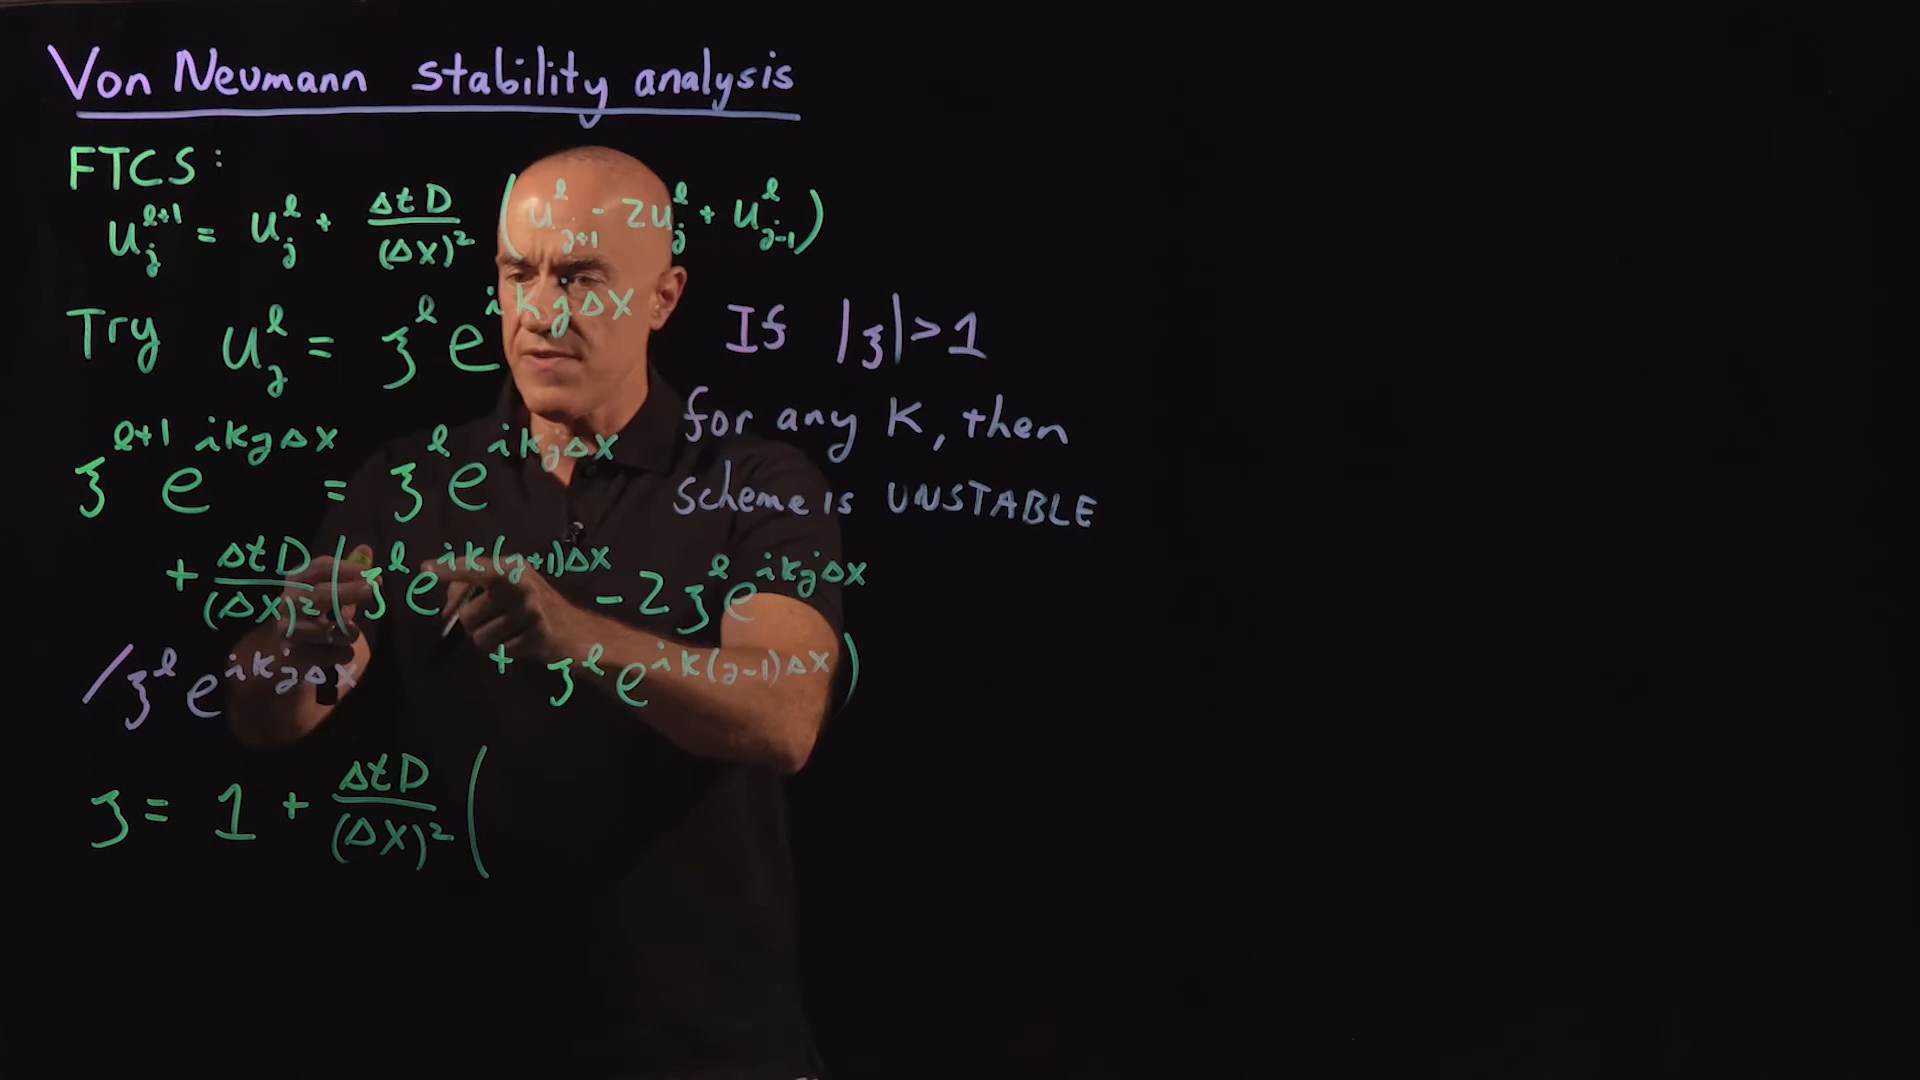 Von Neumann stability analysis
FTCS:
u_j^{ℓ+1} = u_j^ℓ + ΔtD/(Δx)² (u_{j+1}^ℓ - 2u_j^ℓ + u_{j-1}^ℓ)
Try u_j^ℓ = ξ^ℓ e^{ikjΔx}
If |ξ|>1
for any K, then
scheme is UNSTABLE
ξ^{ℓ+1} e^{ikjΔx} = ξ^ℓ e^{ikjΔx}
+ ΔtD/(Δx)² (ξ^ℓ e^{ik(j+1)Δx} - 2ξ^ℓ e^{ikjΔx}
+ ξ^ℓ e^{ik(j-1)Δx})
/ξ^ℓ e^{ikjΔx}
ξ = 1 + ΔtD/(Δx)² (